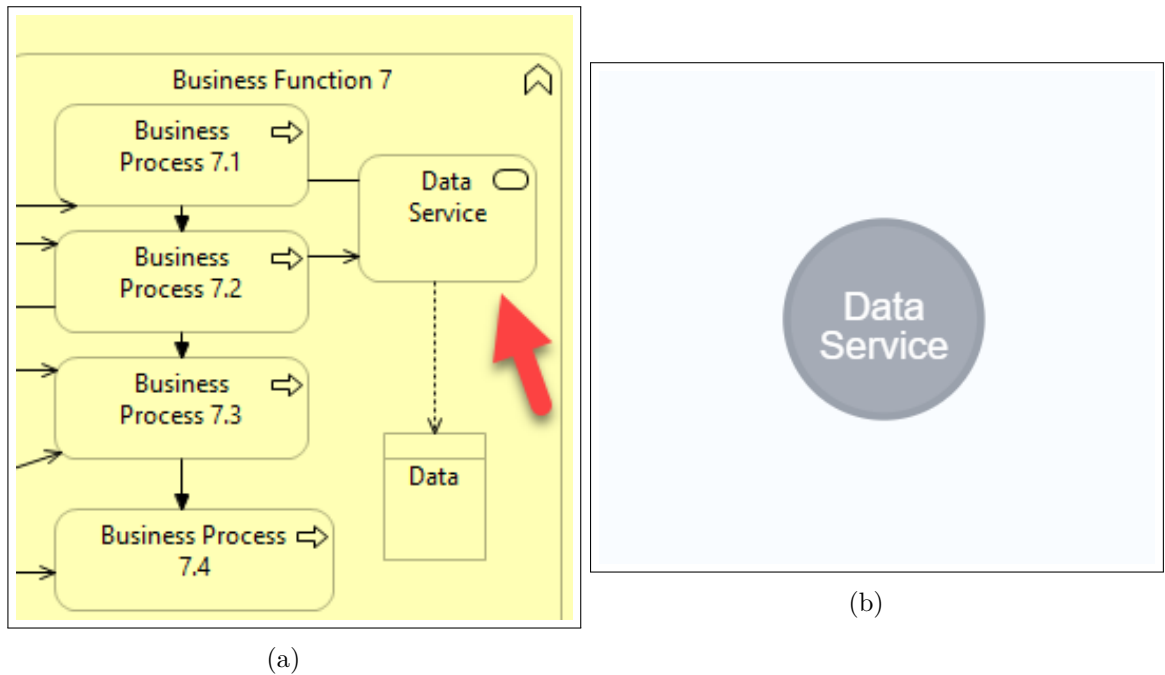 Business Function 7
Business
Process 7.1
Data
Service
Business
Process 7.2
Business
Process 7.3
Data
Business Process
7.4
(a)
Data
Service
(b)